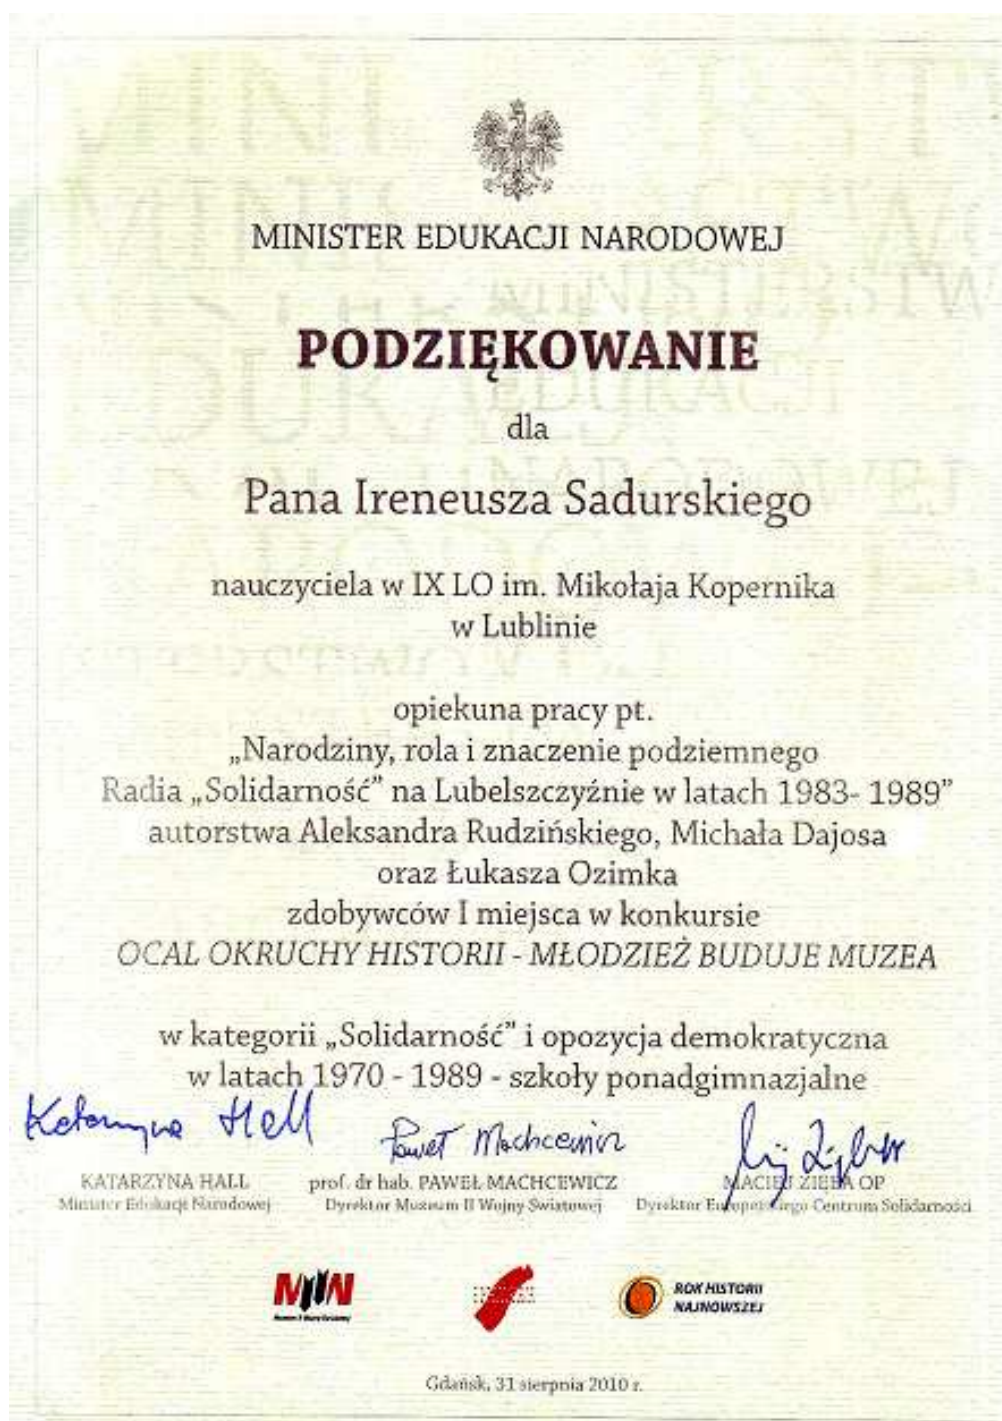 MINISTER EDUKACJI NARODOWEJ
PODZIĘKOWANIE
dla
Pana Ireneusza Sadurskiego
nauczyciela w IX LO im. Mikołaja Kopernika
w Lublinie
opiekuna pracy pt.
„Narodziny, rola i znaczenie podziemnego
Radia „Solidarność” na Lubelszczyźnie w latach 1983- 1989”
autorstwa Aleksandra Rudzińskiego, Michała Dajosa
oraz Łukasza Ozimka
zdobywców I miejsca w konkursie
OCAL OKRUCHY HISTORII - MŁODZIEŻ BUDUJE MUZEA
w kategorii „Solidarność” i opozycja demokratyczna
w latach 1970 - 1989 - szkoły ponadgimnazjalne
Katarzyna Hall Paweł Machcewicz
KATARZYNA HALL prof. dr hab. PAWEŁ MACHCEWICZ MACIEJ ZIĘBA OP
Minister Edukacji Narodowej Dyrektor Muzeum II Wojny Światowej Dyrektor Europejskiego Centrum Solidarności
Muzeum II Wojny Światowej
ROK HISTORII
NAJNOWSZEJ
Gdańsk, 31 sierpnia 2010 r.